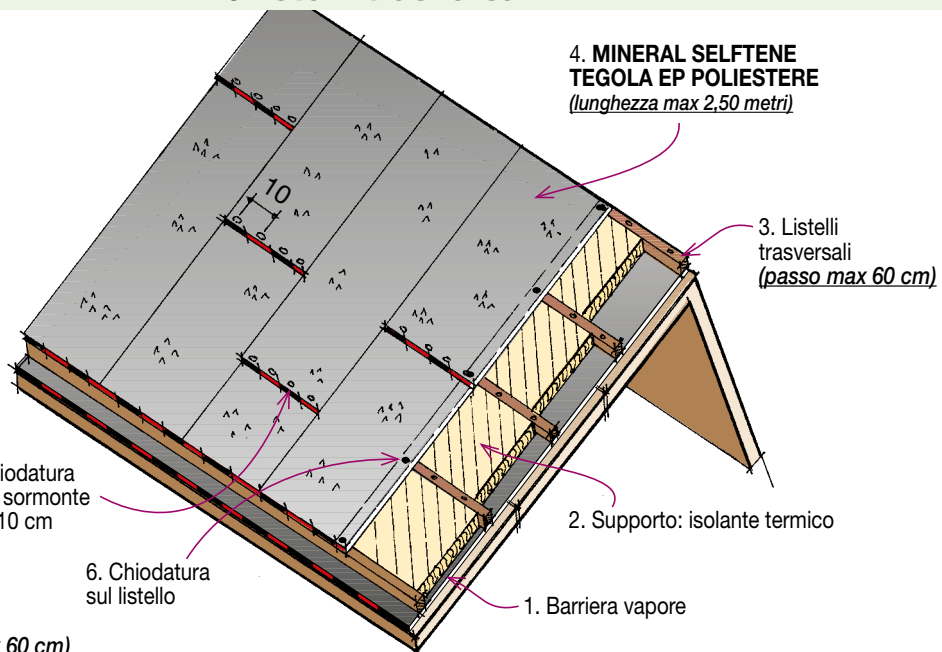 4. MINERAL SELFTENE
TEGOLA EP POLIESTERE
(lunghezza max 2,50 metri)
10
3. Listelli
trasversali
(passo max 60 cm)
sormonte
10 cm
2. Supporto: isolante termico
6. Chiodatura
sul listello
1. Barriera vapore
60 cm)